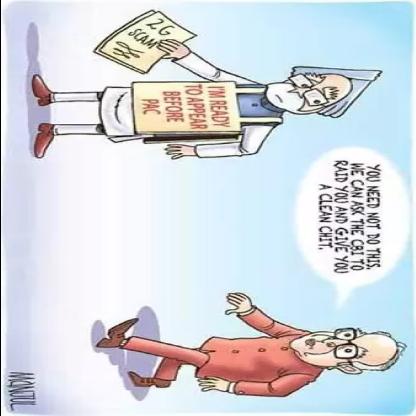 2G
SCAM
I'M READY
TO APPEAR
BEFORE
PAC
YOU NEED NOT DO THIS.
WE CAN ASK THE CBI TO
RAID YOU AND GIVE YOU
A CLEAN CHIT.
MANJUL